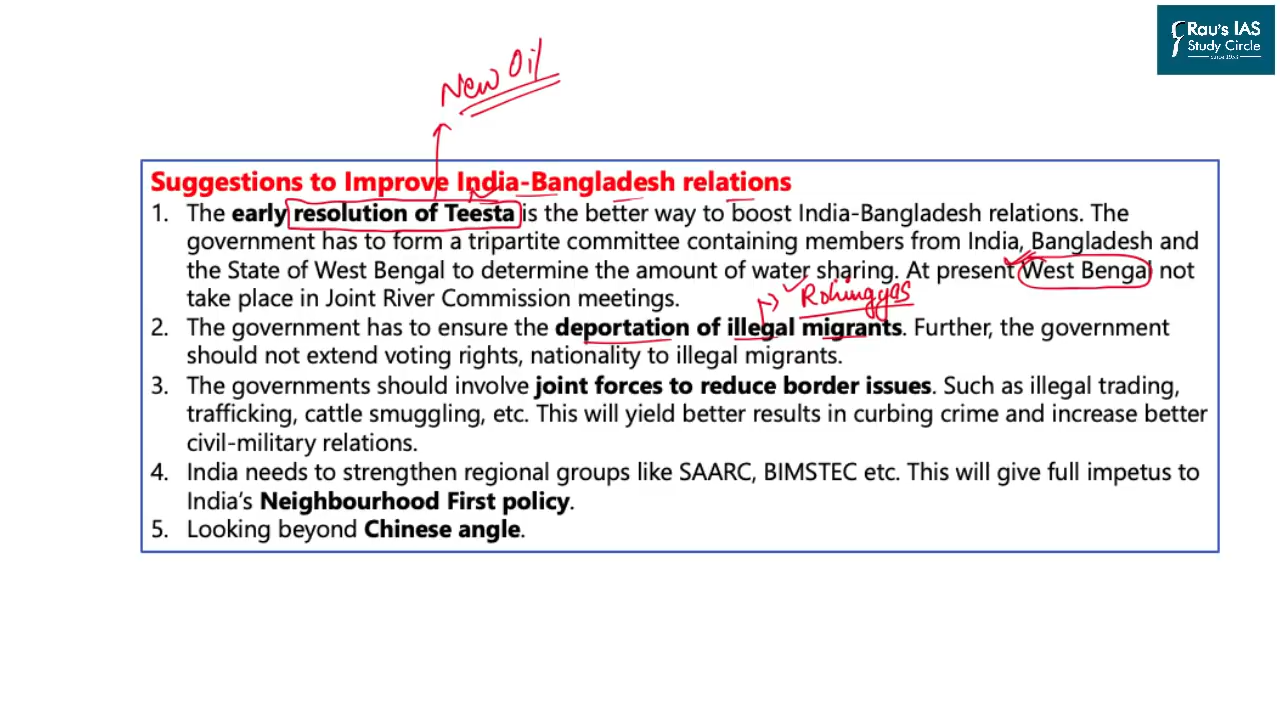 Rau's IAS
Study Circle
SINCE 1953
New Oil
Suggestions to Improve India-Bangladesh relations
1. The early resolution of Teesta is the better way to boost India-Bangladesh relations. The
government has to form a tripartite committee containing members from India, Bangladesh and
the State of West Bengal to determine the amount of water sharing. At present West Bengal not
take place in Joint River Commission meetings.
Rohingyas
2. The government has to ensure the deportation of illegal migrants. Further, the government
should not extend voting rights, nationality to illegal migrants.
3. The governments should involve joint forces to reduce border issues. Such as illegal trading,
trafficking, cattle smuggling, etc. This will yield better results in curbing crime and increase better
civil-military relations.
4. India needs to strengthen regional groups like SAARC, BIMSTEC etc. This will give full impetus to
India's Neighbourhood First policy.
5. Looking beyond Chinese angle.